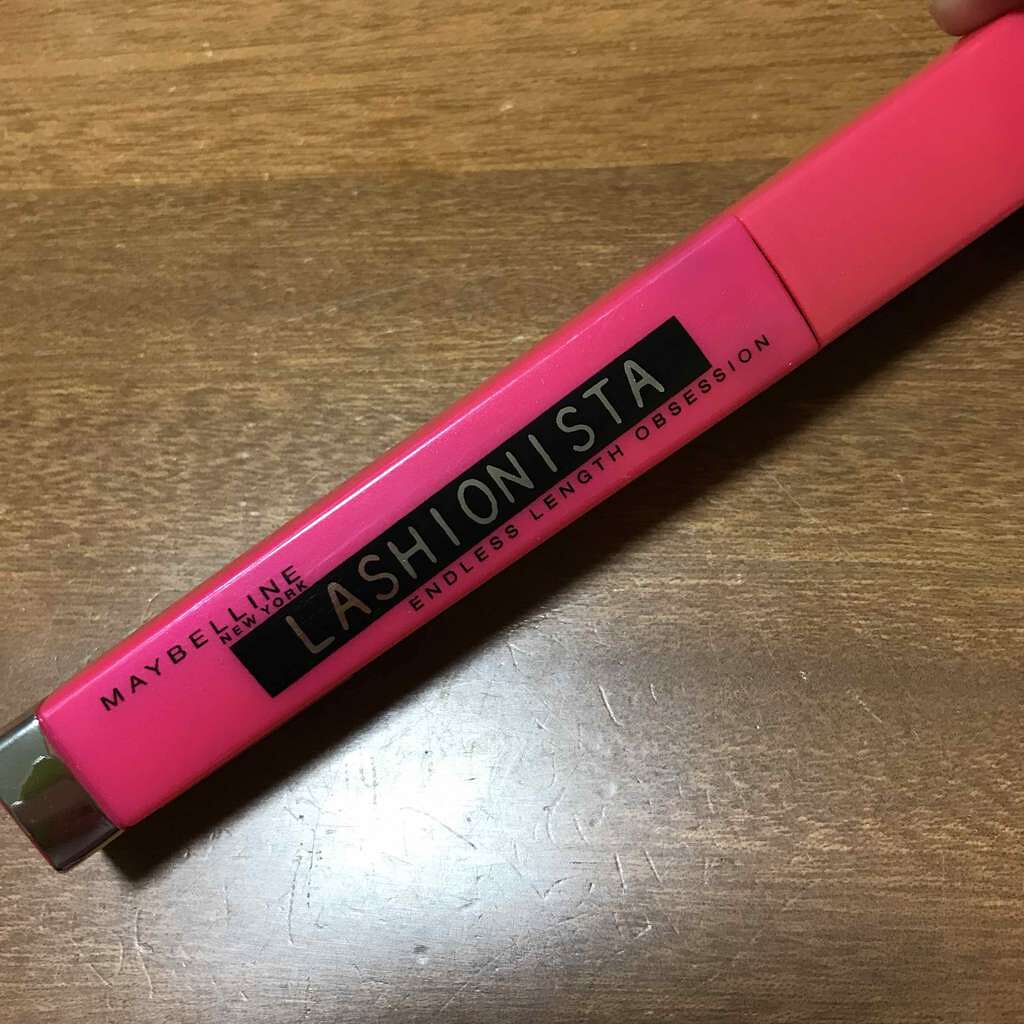 MAYBELLINE
NEW YORK
LASHIONISTA
ENDLESS LENGTH OBSESSION